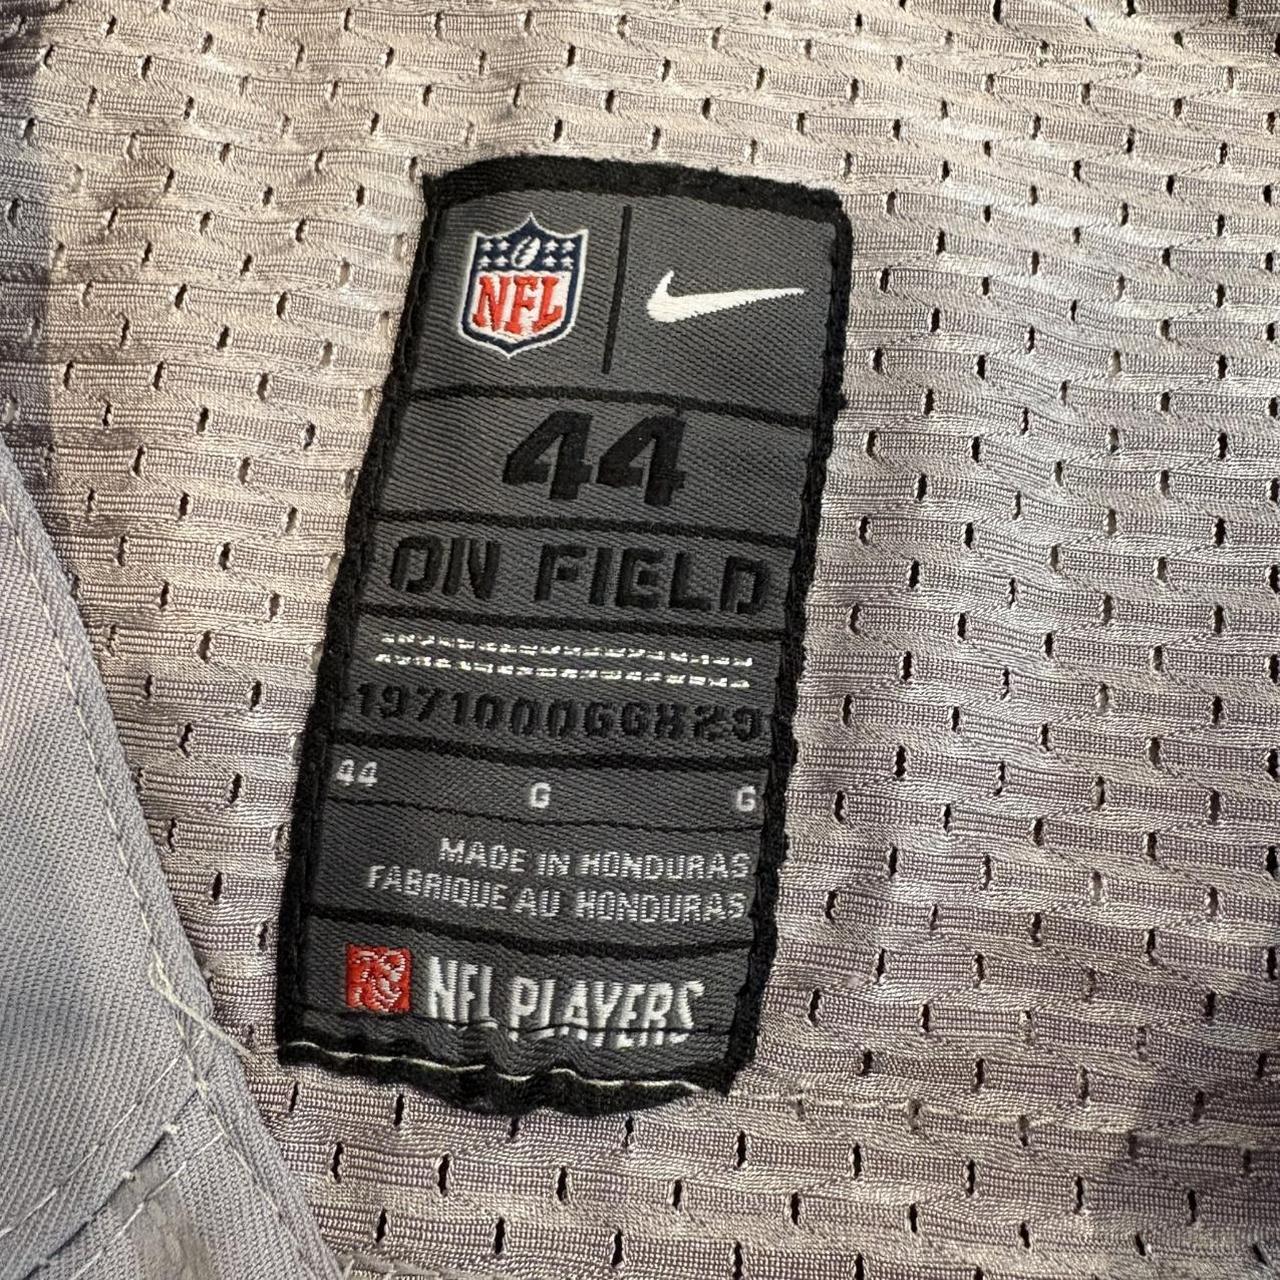 NFL
44
ON FIELD
44 G G
MADE IN HONDURAS
FABRIQUE AU HONDURAS
NFL PLAYERS